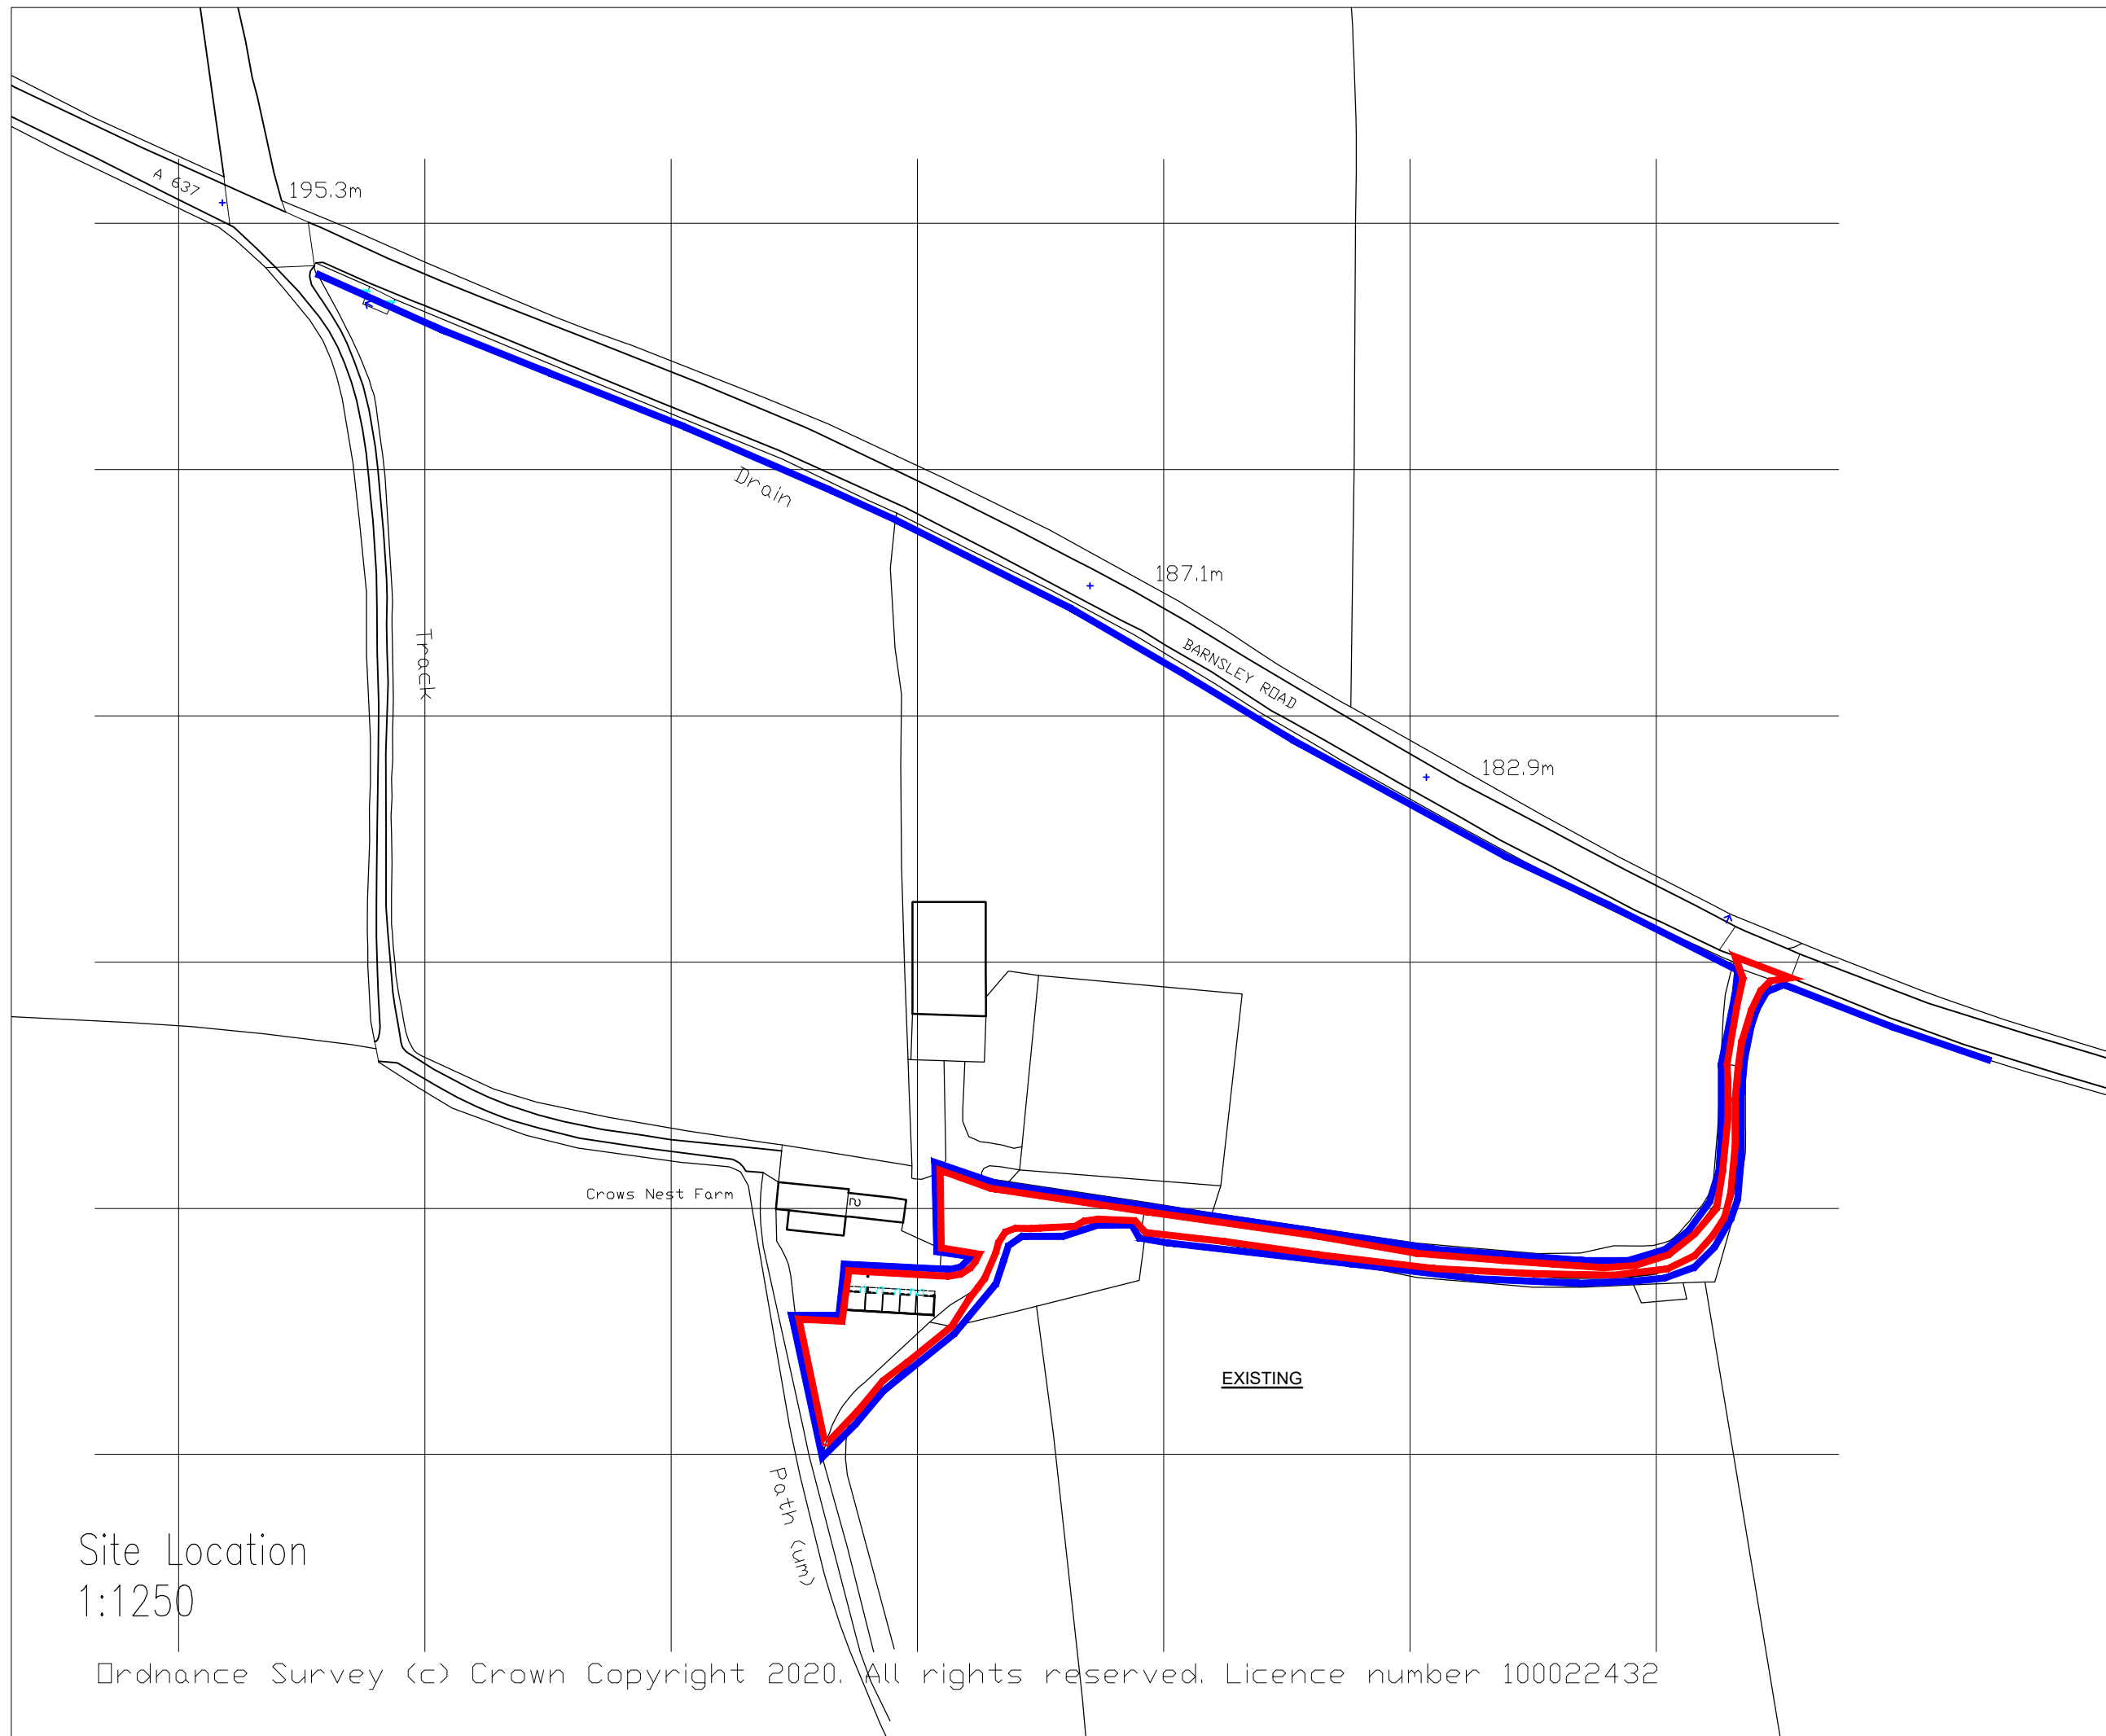 A 637
195.3m
Drain
187.1m
Track
BARNSLEY ROAD
182.9m
Crows Nest Farm
2
EXISTING
Path (um)
Site Location
1:1250
Ordnance Survey (c) Crown Copyright 2020. All rights reserved. Licence number 100022432